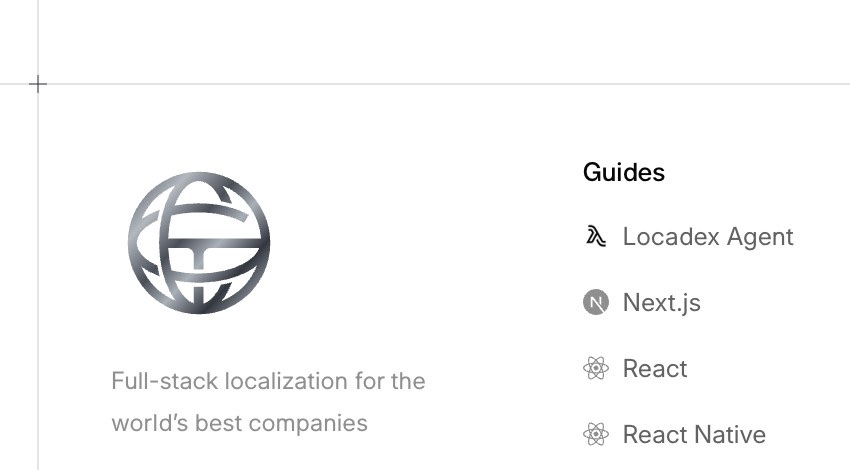 Full-stack localization for the
world's best companies
Guides
Locadex Agent
Next.js
React
React Native